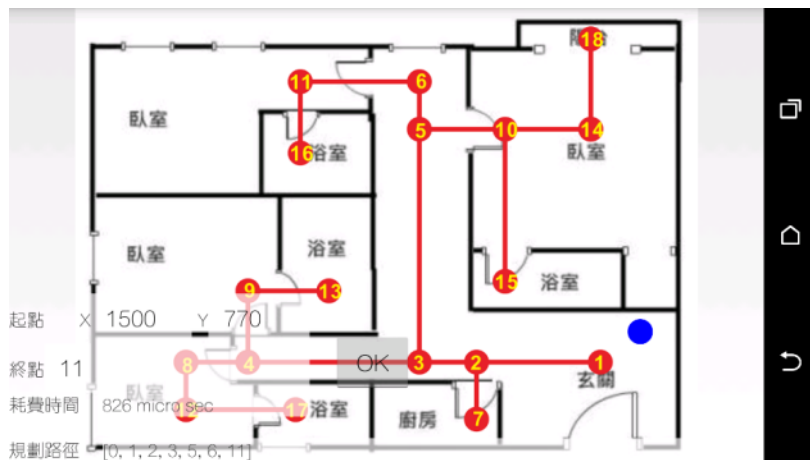 18
11
6
臥室
5
10
14
16
浴室
臥室
臥室
浴室
9
13
15
浴室
起點 X 1500 Y 770
終點 11
8
4
OK
3
2
1
玄關
臥室
耗費時間 826 micro sec
12
17
浴室
廚房
7
規劃路徑 [0, 1, 2, 3, 5, 6, 11]